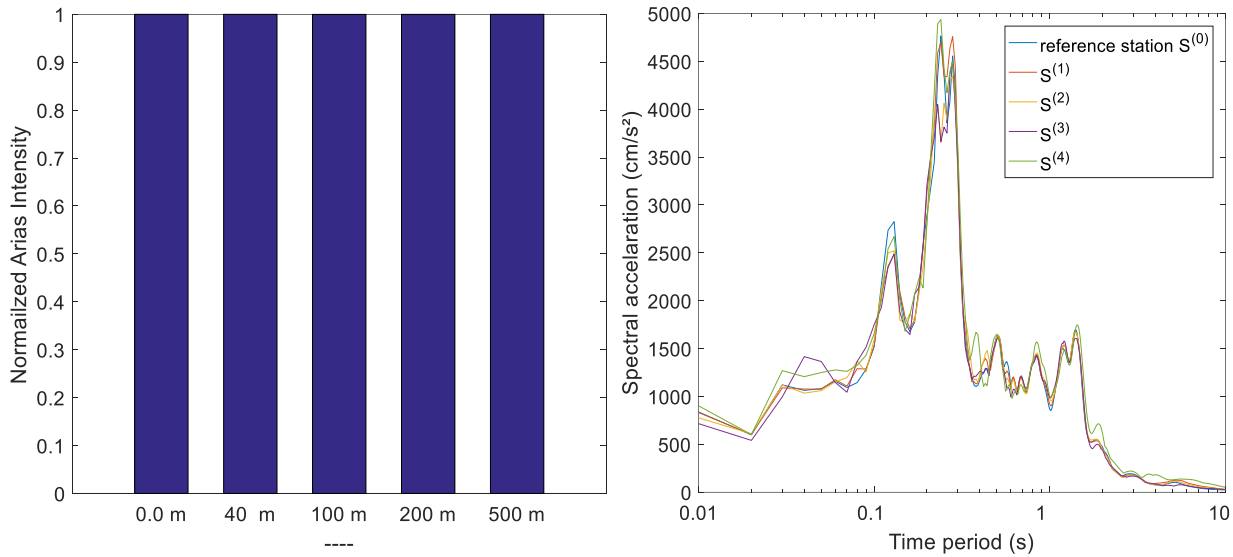 Normailzed Arias Intensity
1
0.9
0.8
0.7
0.6
0.5
0.4
0.3
0.2
0.1
0
0.0 m
40 m
100 m
200 m
500 m
----
Spectral accelaration (cm/s²)
5000
4500
4000
3500
3000
2500
2000
1500
1000
500
0
0.01
0.1
1
10
Time period (s)
reference station S^(0)
S^(1)
S^(2)
S^(3)
S^(4)